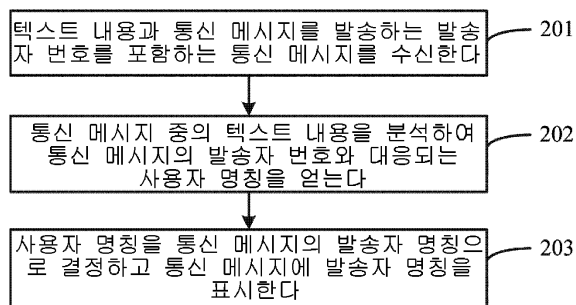 텍스트 내용과 통신 메시지를 발송하는 발송
자 번호를 포함하는 통신 메시지를 수신한다
201
통신 메시지 중의 텍스트 내용을 분석하여
통신 메시지의 발송자 번호와 대응되는
사용자 명칭을 얻는다
202
사용자 명칭을 통신 메시지의 발송자 명칭으
로 결정하고 통신 메시지에 발송자 명칭을
표시한다
203